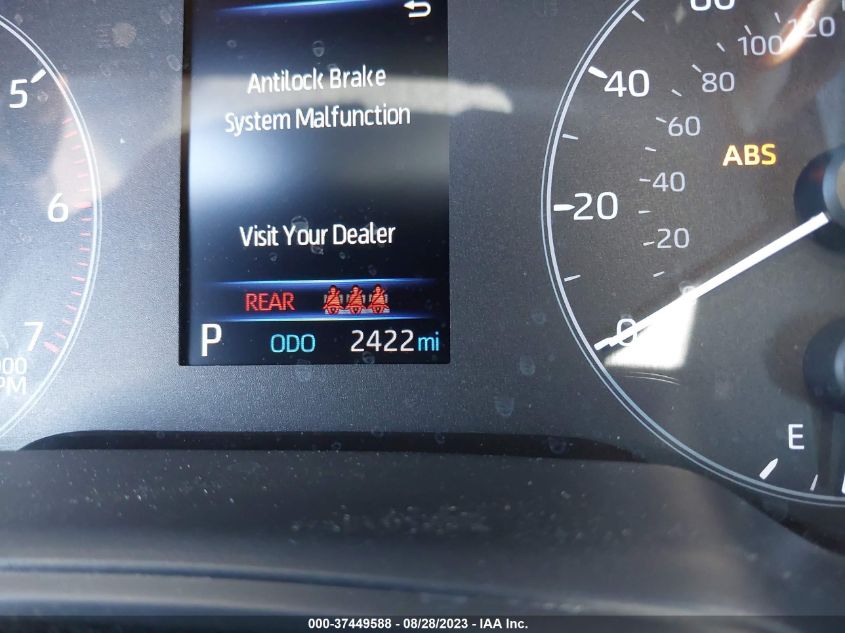 Antilock Brake
System Malfunction
Visit Your Dealer
REAR
P ODO 2422 mi
5
6
7
40
20
0
120
100
80
60
40
20
ABS
E
000-37449588 - 08/28/2023 - IAA Inc.